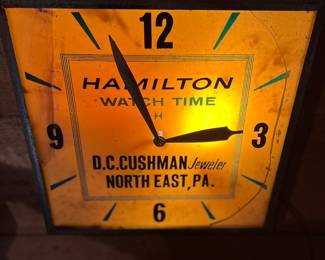 12
HAMILTON
WATCH TIME
H
9
3
D.C.CUSHMAN Jeweler
NORTH EAST, PA.
6